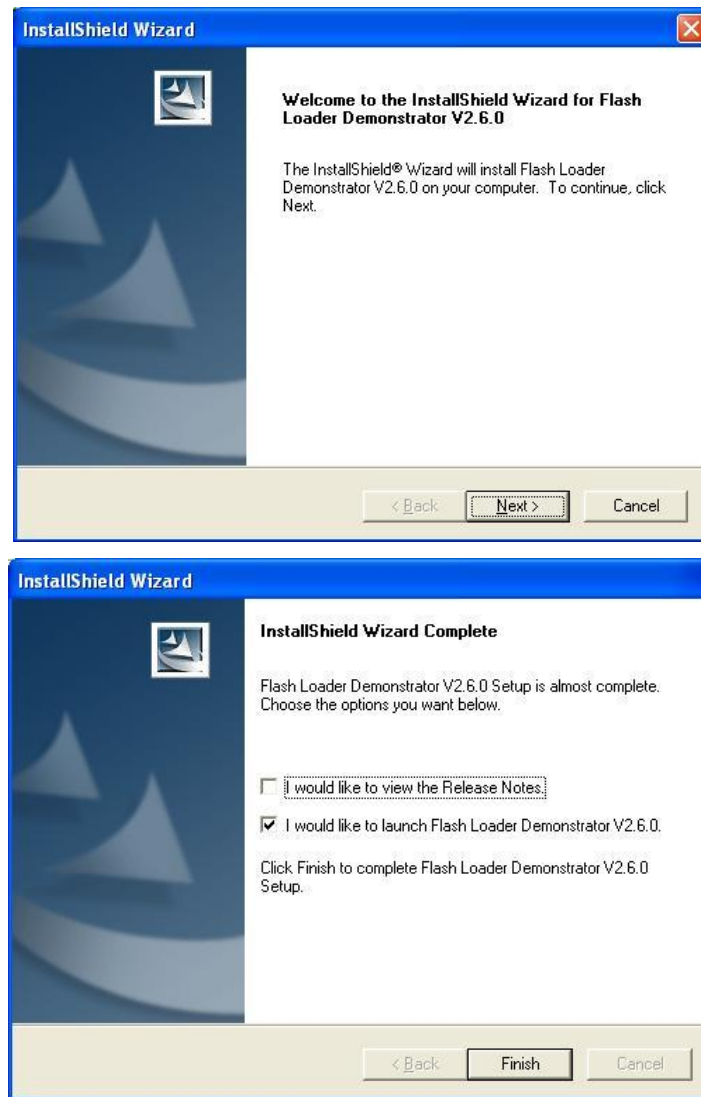 InstallShield Wizard
Welcome to the InstallShield Wizard for Flash
Loader Demonstrator V2.6.0
The InstallShield® Wizard will install Flash Loader
Demonstrator V2.6.0 on your computer. To continue, click
Next.
< Back
Next >
Cancel
InstallShield Wizard
InstallShield Wizard Complete
Flash Loader Demonstrator V2.6.0 Setup is almost complete.
Choose the options you want below.
I would like to view the Release Notes.
I would like to launch Flash Loader Demonstrator V2.6.0.
Click Finish to complete Flash Loader Demonstrator V2.6.0
Setup.
< Back
Finish
Cancel